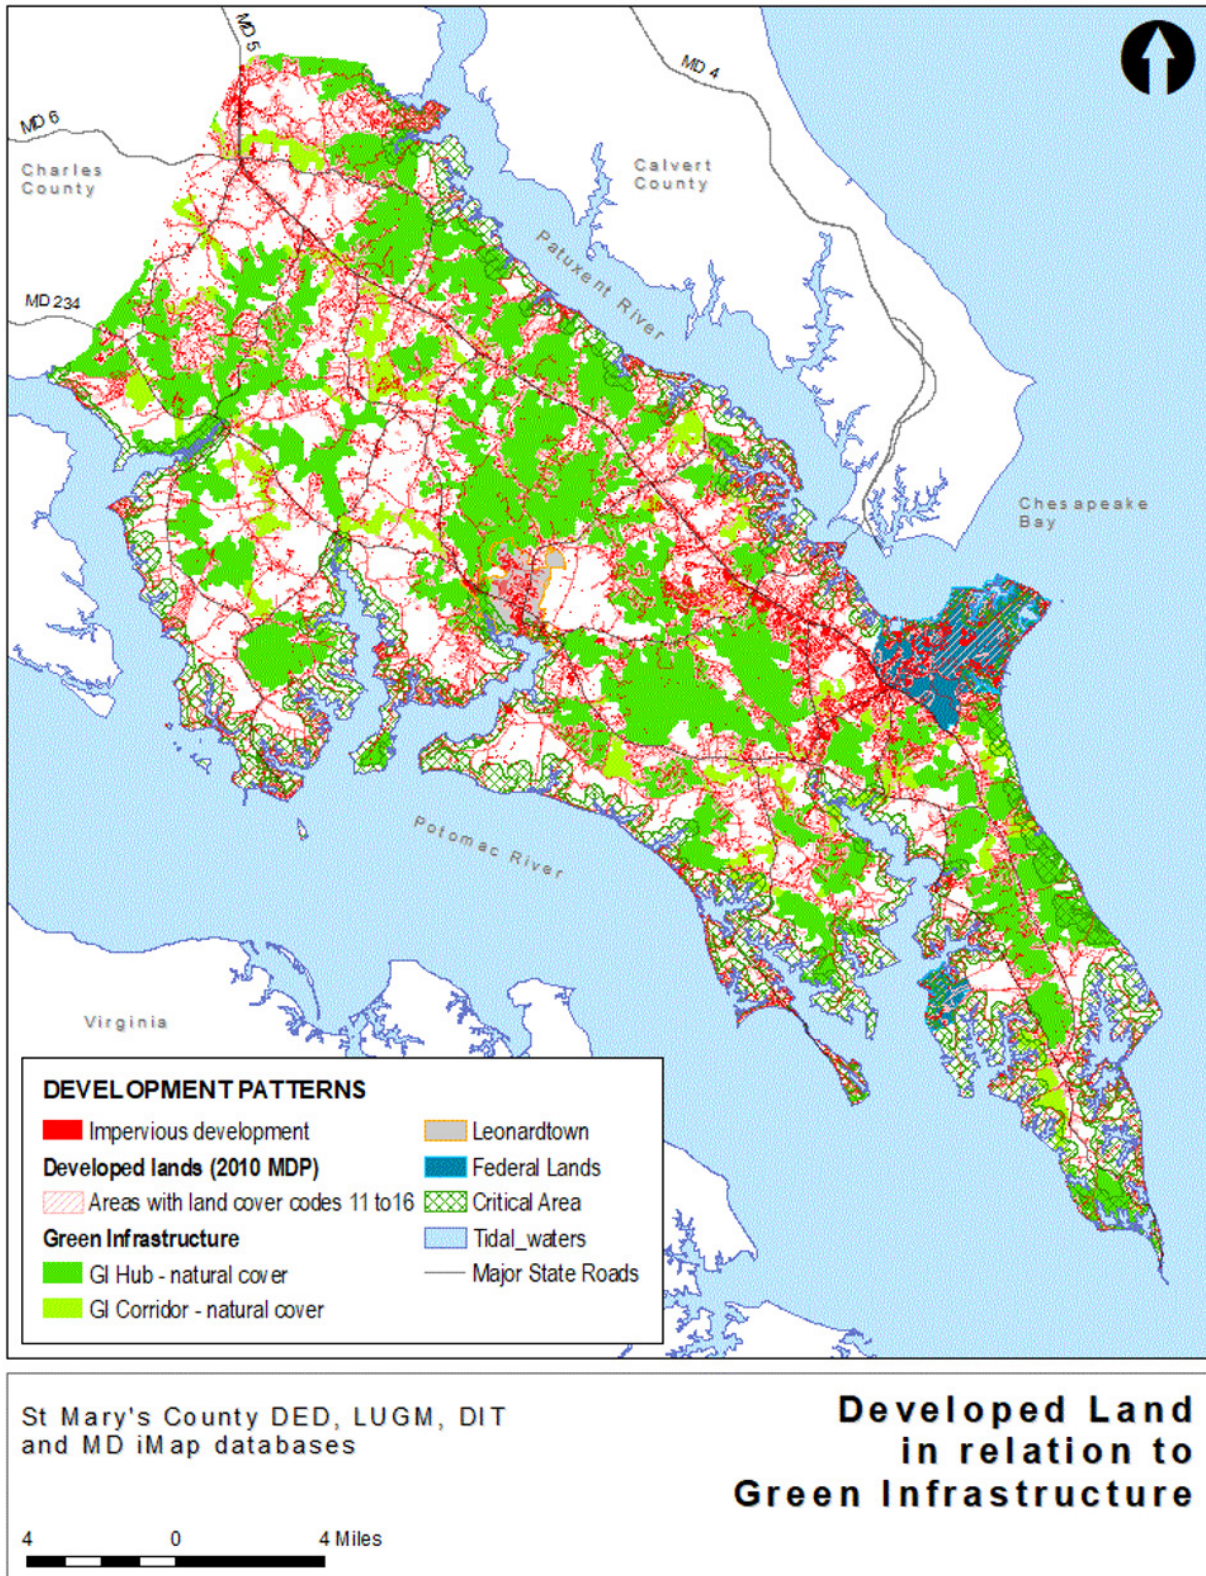 MD 5
MD 4
MD 6
Charles
County
Calvert
County
Patuxent River
MD 234
Chesapeake
Bay
Potomac River
Virginia
DEVELOPMENT PATTERNS
Impervious development
Developed lands (2010 MDP)
Areas with land cover codes 11 to16
Green Infrastructure
GI Hub - natural cover
GI Corridor - natural cover
Leonardtown
Federal Lands
Critical Area
Tidal_waters
Major State Roads
St Mary's County DED, LUGM, DIT
and MD iMap databases
Developed Land
in relation to
Green Infrastructure
4 0 4 Miles